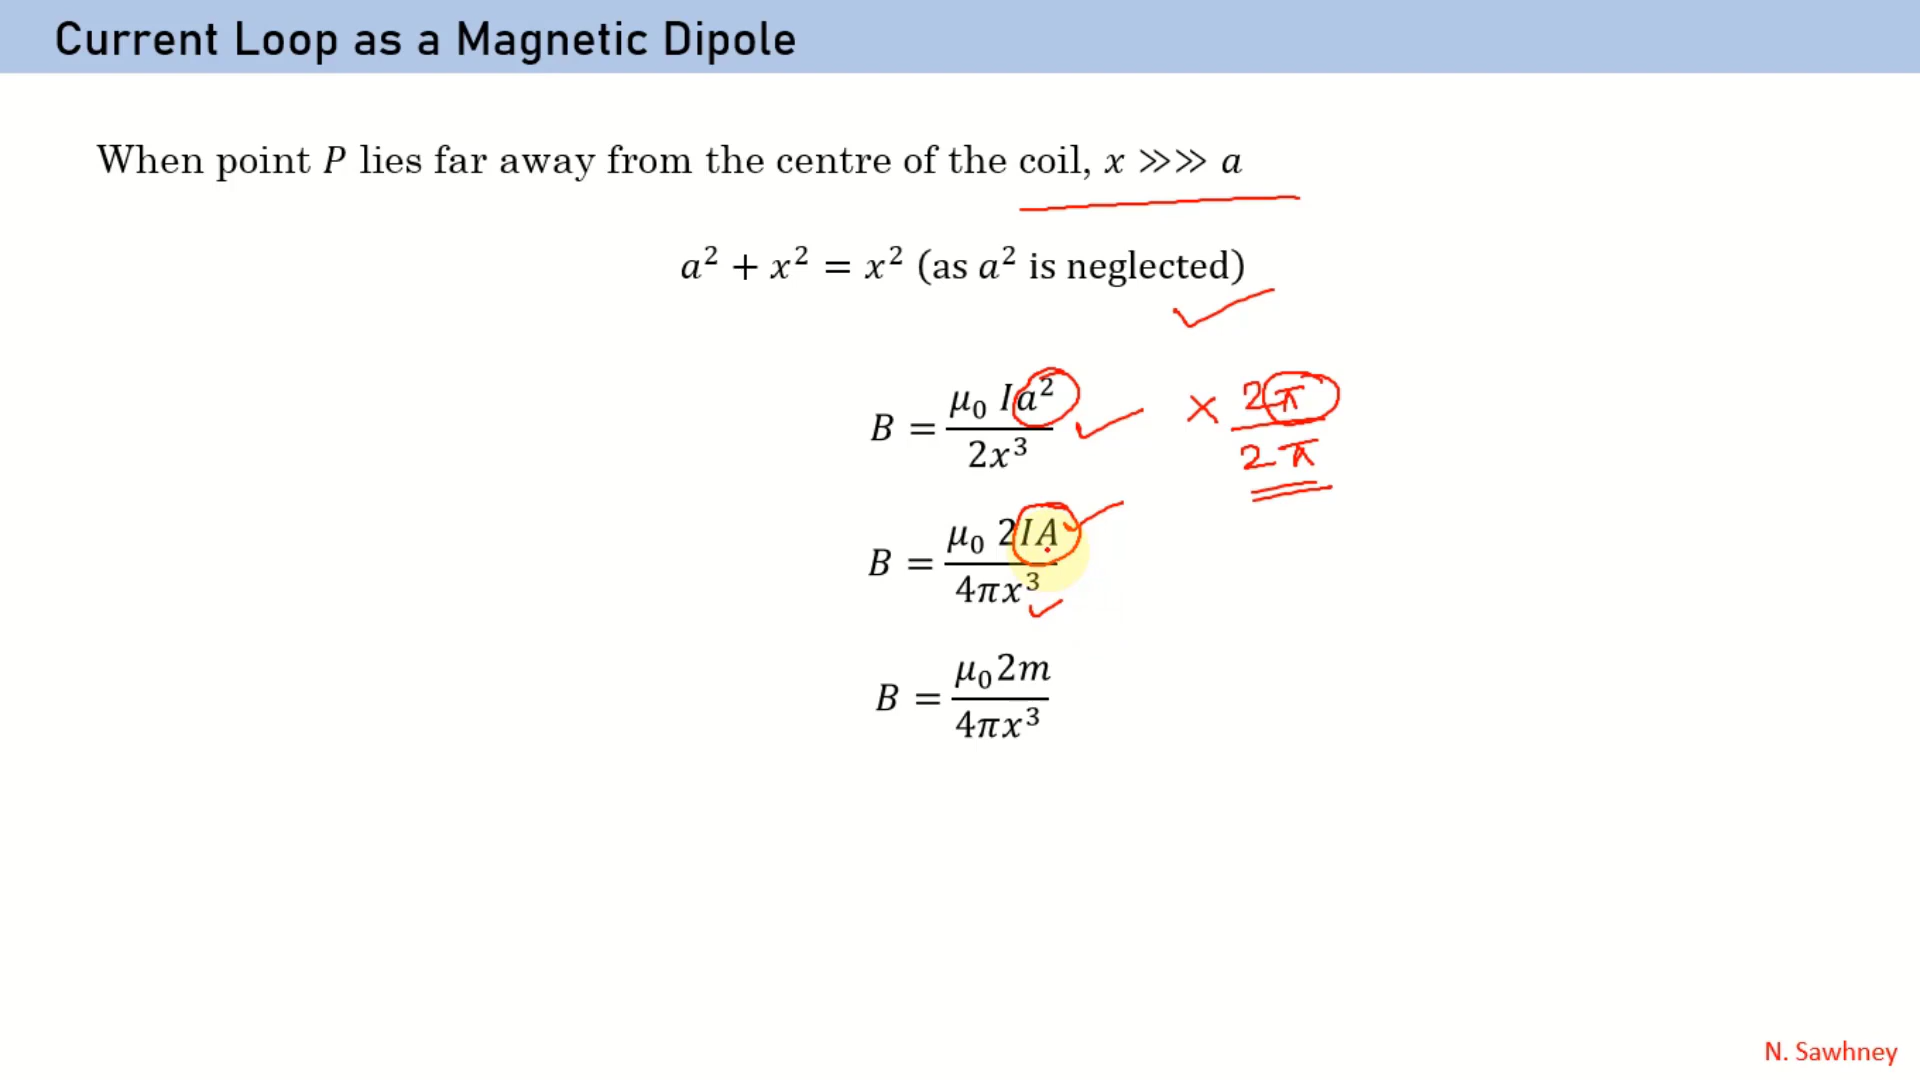 Current Loop as a Magnetic Dipole
When point P lies far away from the centre of the coil, x ⋙⋙ a
a² + x² = x² (as a² is neglected)
B = μ₀ Ia² / 2x³ × 2π / 2π
B = μ₀ 2IA / 4πx³
B = μ₀2m / 4πx³
N. Sawhney